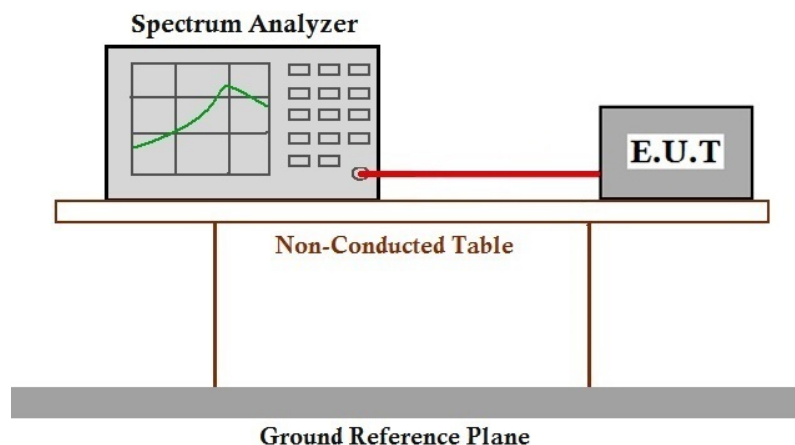 Spectrum Analyzer
E.U.T
Non-Conducted Table
Ground Reference Plane